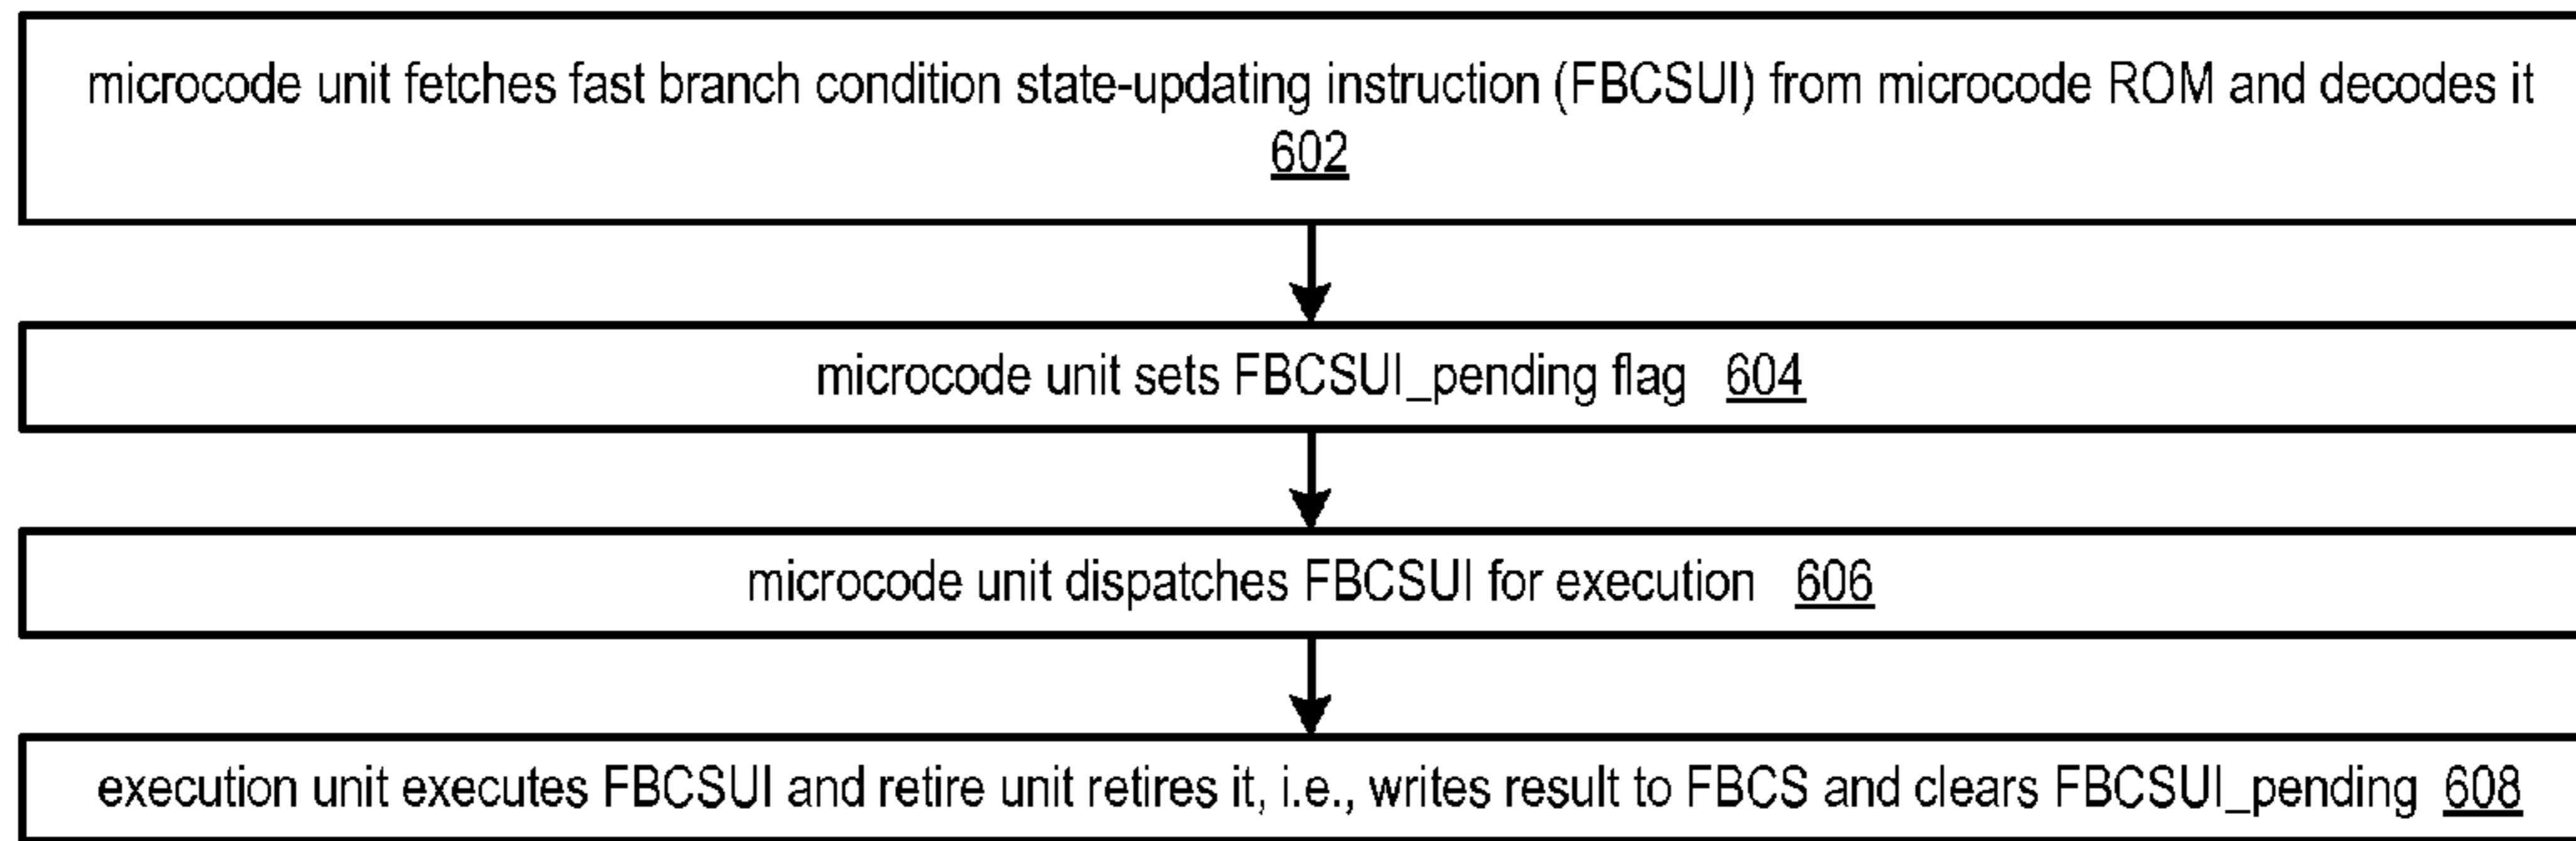 microcode unit fetches fast branch condition state-updating instruction (FBCSUI) from microcode ROM and decodes it
602
microcode unit sets FBCSUI_pending flag 604
microcode unit dispatches FBCSUI for execution 606
execution unit executes FBCSUI and retire unit retires it, i.e., writes result to FBCS and clears FBCSUI_pending 608